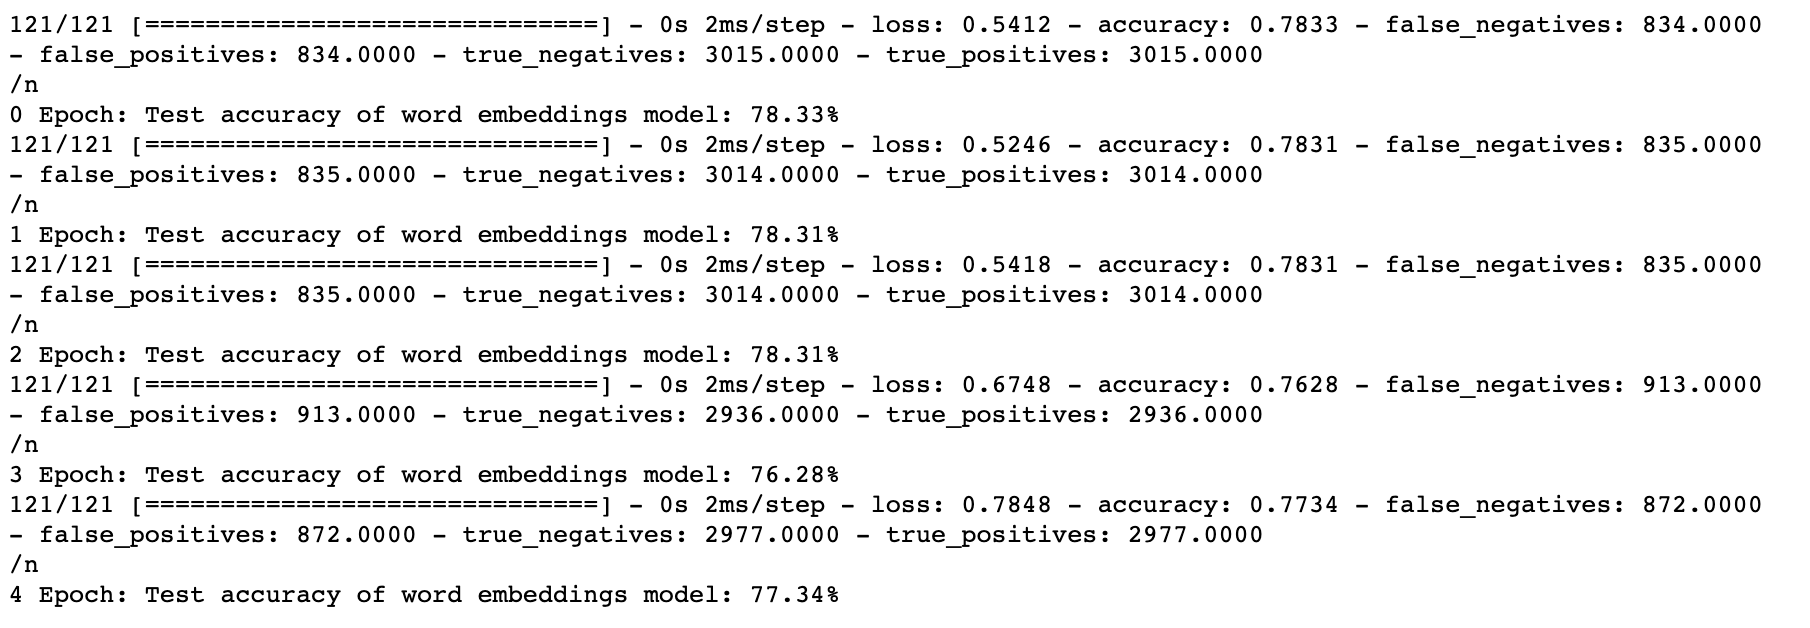 121/121 [==============================] - 0s 2ms/step - loss: 0.5412 - accuracy: 0.7833 - false_negatives: 834.0000
- false_positives: 834.0000 - true_negatives: 3015.0000 - true_positives: 3015.0000
/n
0 Epoch: Test accuracy of word embeddings model: 78.33%
121/121 [==============================] - 0s 2ms/step - loss: 0.5246 - accuracy: 0.7831 - false_negatives: 835.0000
- false_positives: 835.0000 - true_negatives: 3014.0000 - true_positives: 3014.0000
/n
1 Epoch: Test accuracy of word embeddings model: 78.31%
121/121 [==============================] - 0s 2ms/step - loss: 0.5418 - accuracy: 0.7831 - false_negatives: 835.0000
- false_positives: 835.0000 - true_negatives: 3014.0000 - true_positives: 3014.0000
/n
2 Epoch: Test accuracy of word embeddings model: 78.31%
121/121 [==============================] - 0s 2ms/step - loss: 0.6748 - accuracy: 0.7628 - false_negatives: 913.0000
- false_positives: 913.0000 - true_negatives: 2936.0000 - true_positives: 2936.0000
/n
3 Epoch: Test accuracy of word embeddings model: 76.28%
121/121 [==============================] - 0s 2ms/step - loss: 0.7848 - accuracy: 0.7734 - false_negatives: 872.0000
- false_positives: 872.0000 - true_negatives: 2977.0000 - true_positives: 2977.0000
/n
4 Epoch: Test accuracy of word embeddings model: 77.34%